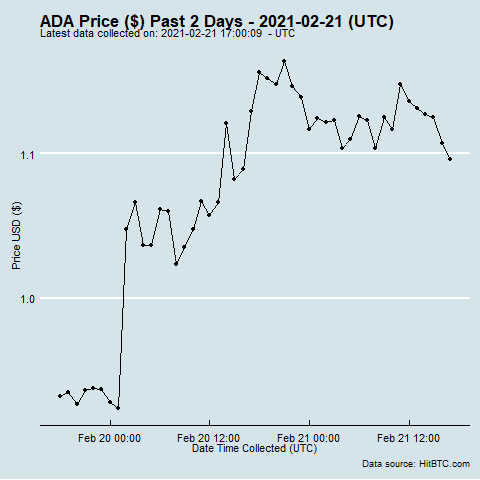 ADA Price ($) Past 2 Days - 2021-02-21 (UTC)
Latest data collected on: 2021-02-21 17:00:09 - UTC
1.1
Price USD ($)
1.0
Feb 20 00:00 Feb 20 12:00 Feb 21 00:00 Feb 21 12:00
Date Time Collected (UTC)
Data source: HitBTC.com